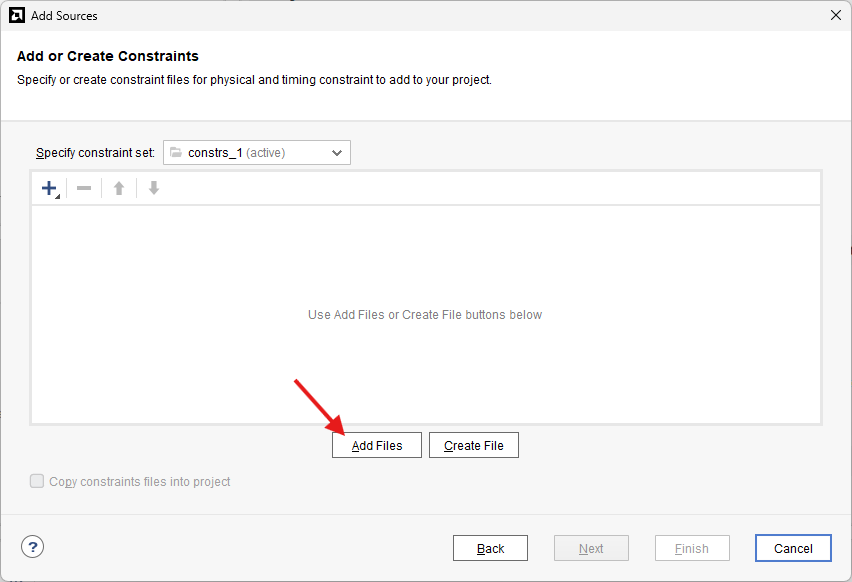 Add Sources
Add or Create Constraints
Specify or create constraint files for physical and timing constraint to add to your project.
Specify constraint set: constrs_1 (active)
Use Add Files or Create File buttons below
Add Files Create File
Copy constraints files into project
? Back Next Finish Cancel